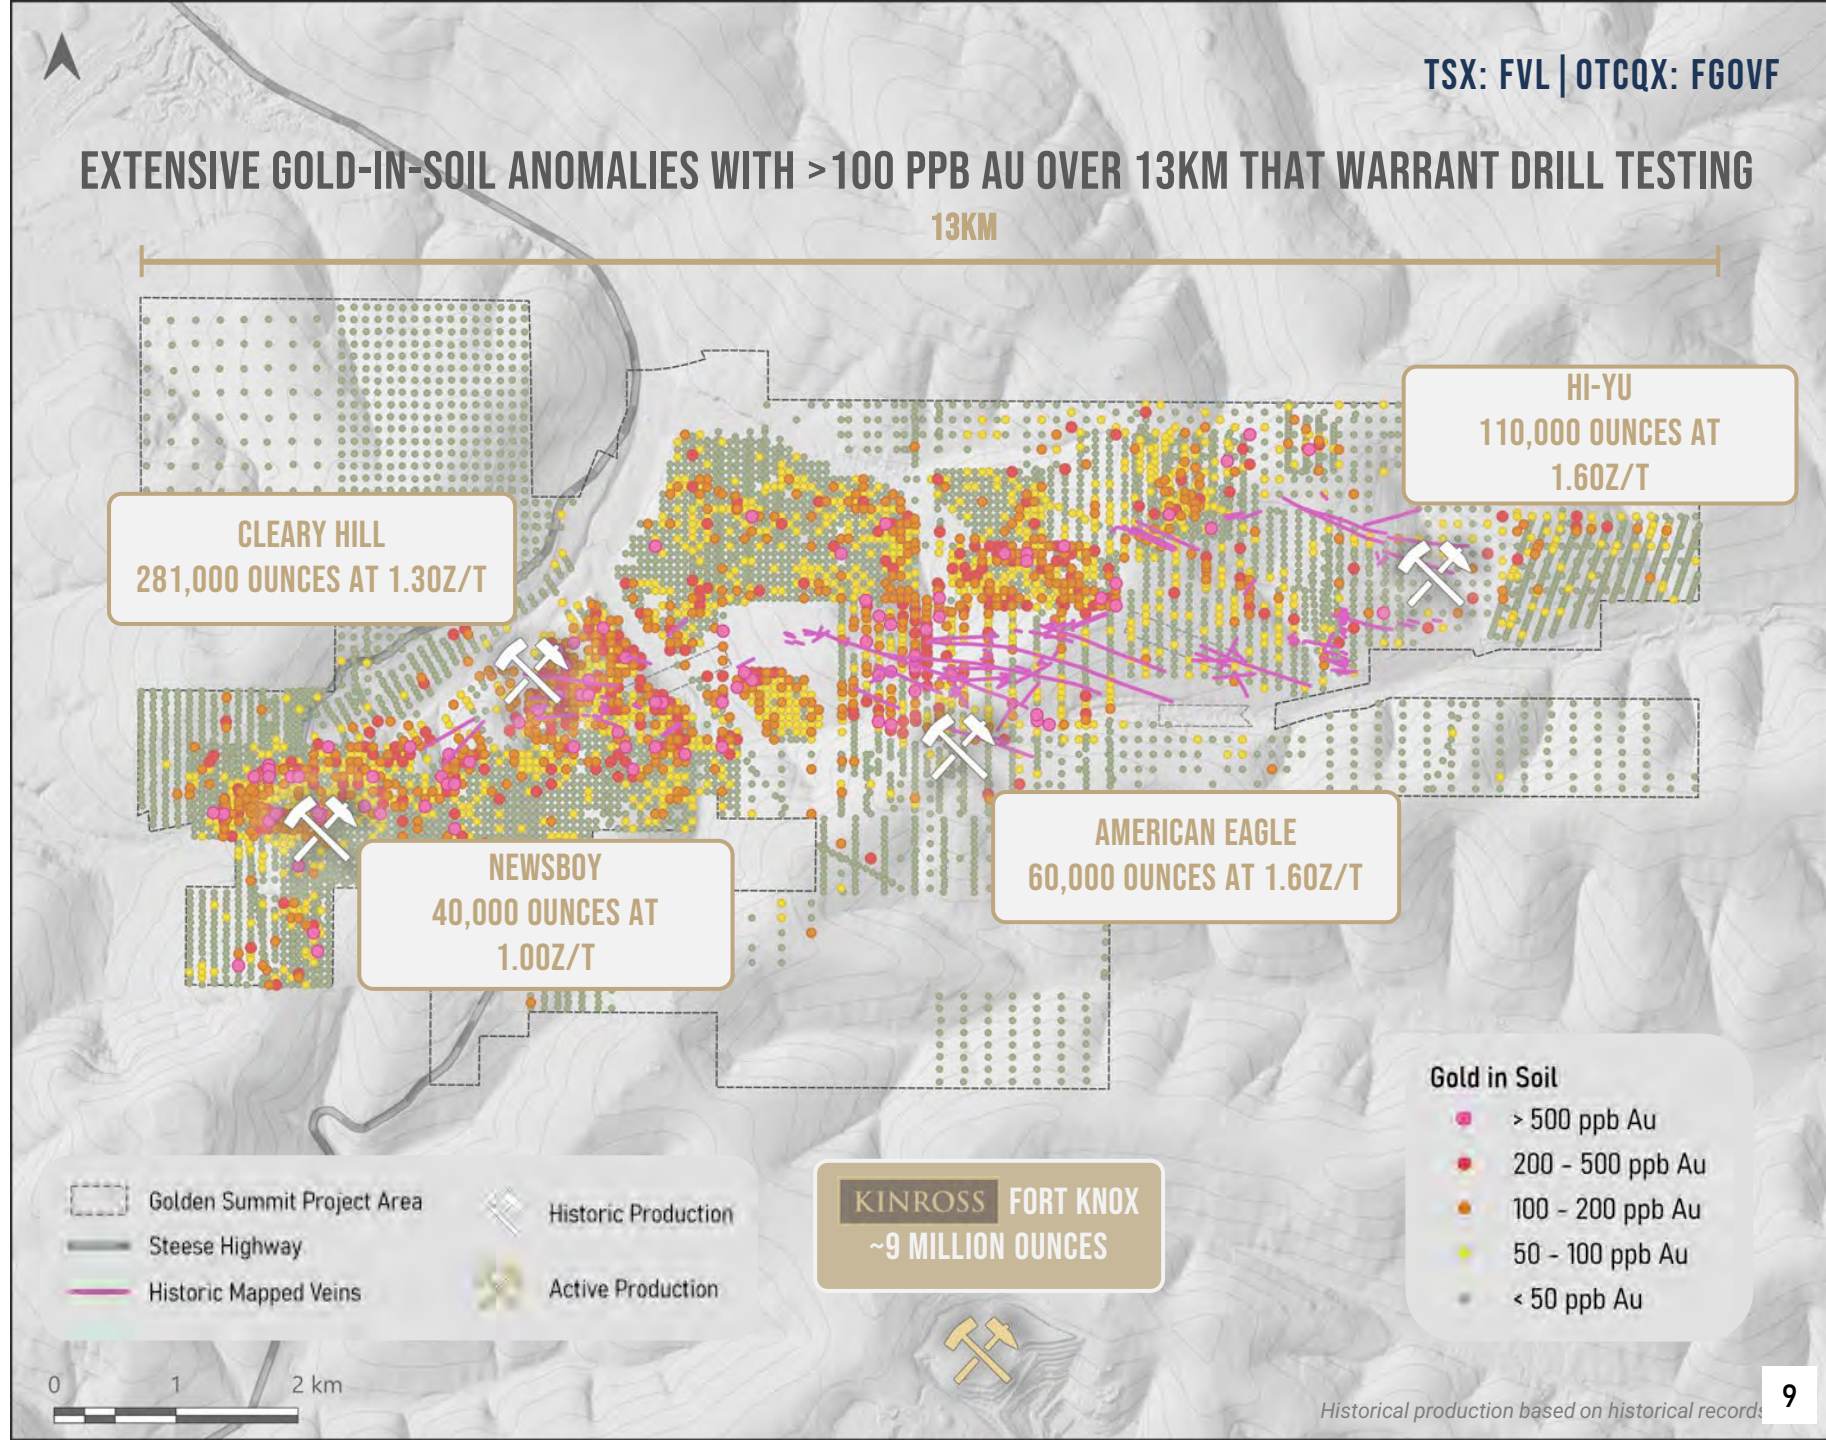 TSX: FVL | OTCQX: FGOVF
EXTENSIVE GOLD-IN-SOIL ANOMALIES WITH >100 PPB AU OVER 13KM THAT WARRANT DRILL TESTING
13KM
HI-YU
110,000 OUNCES AT
1.6OZ/T
CLEARY HILL
281,000 OUNCES AT 1.3OZ/T
AMERICAN EAGLE
60,000 OUNCES AT 1.6OZ/T
NEWSBOY
40,000 OUNCES AT
1.0OZ/T
Gold in Soil
> 500 ppb Au
200 - 500 ppb Au
100 - 200 ppb Au
50 - 100 ppb Au
< 50 ppb Au
Golden Summit Project Area
Steese Highway
Historic Mapped Veins
Historic Production
Active Production
KINROSS FORT KNOX
~9 MILLION OUNCES
0 1 2 km
Historical production based on historical records
9